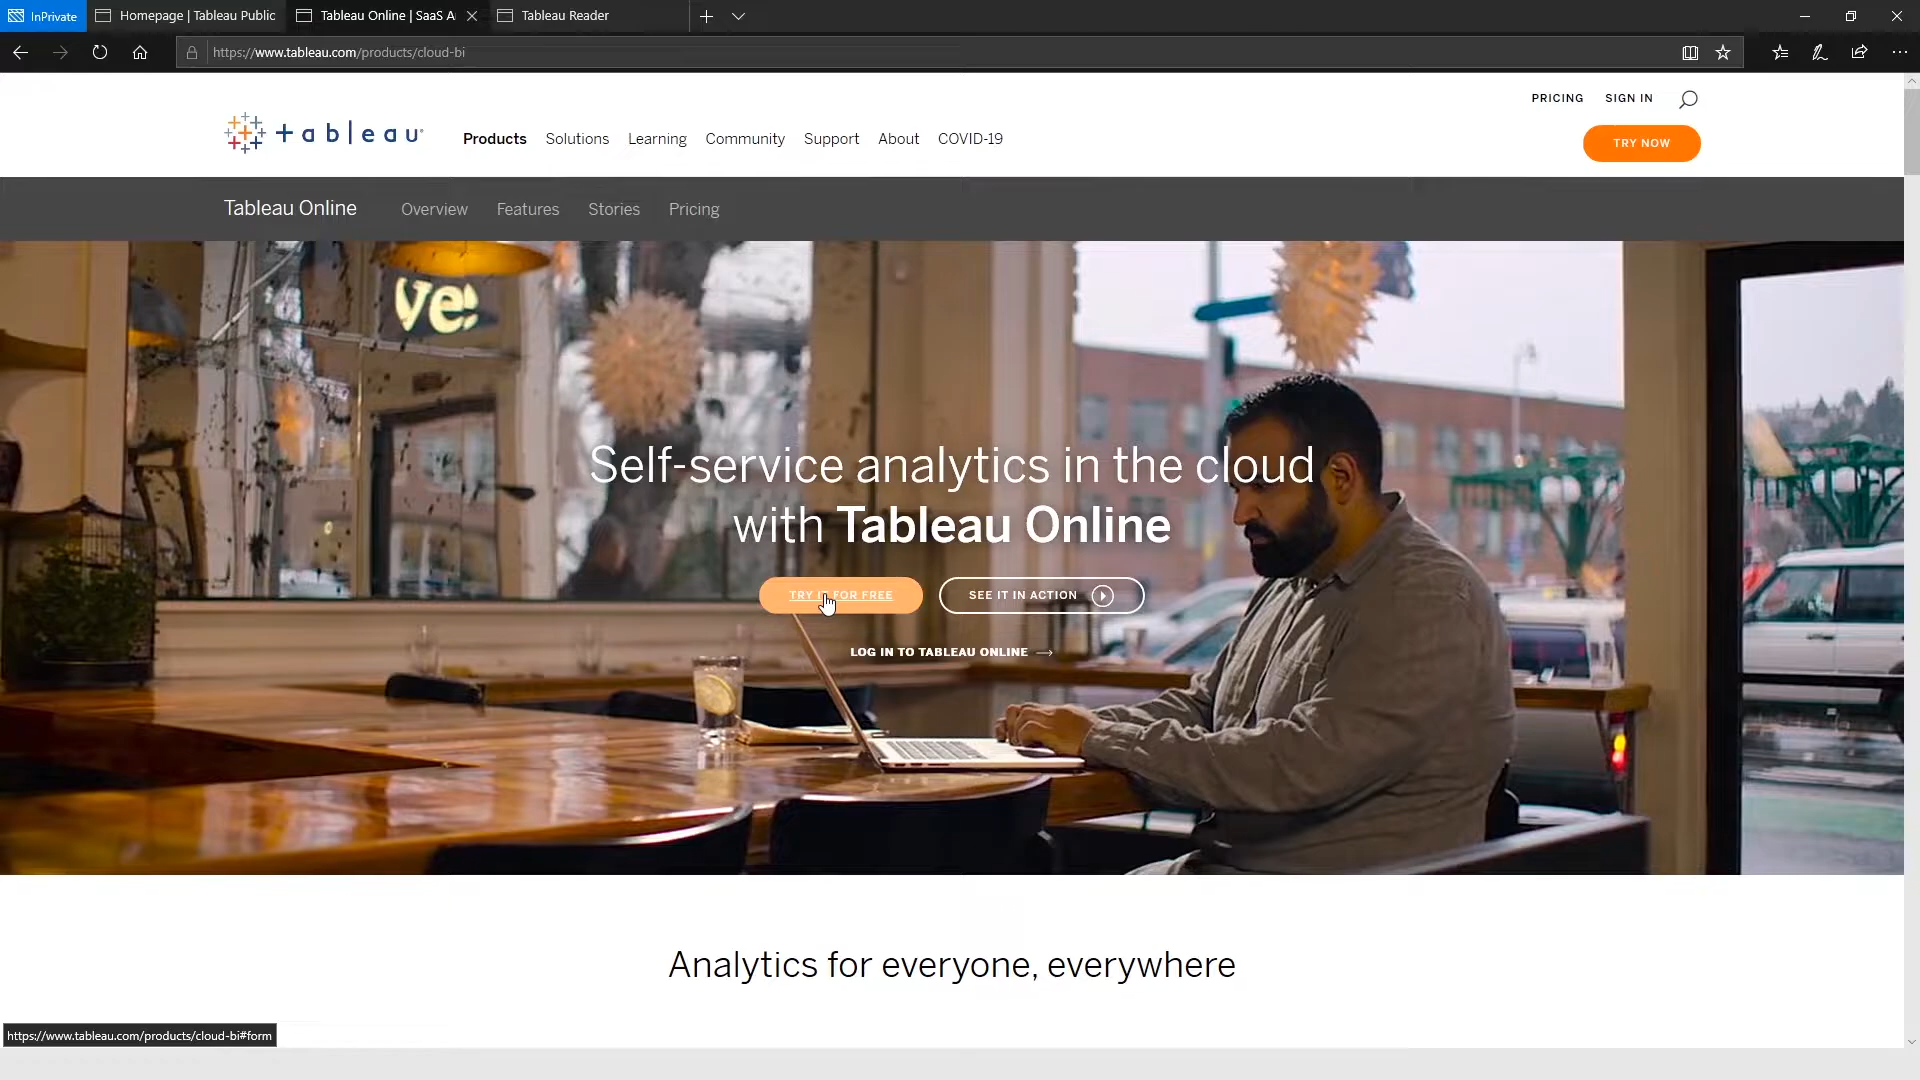 InPrivate
Homepage | Tableau Public
Tableau Online | SaaS A
Tableau Reader
https://www.tableau.com/products/cloud-bi
PRICING
SIGN IN
+ a b l e a u
Products
Solutions
Learning
Community
Support
About
COVID-19
TRY NOW
Tableau Online
Overview
Features
Stories
Pricing
ve!
Self-service analytics in the cloud
with Tableau Online
TRY IT FOR FREE
SEE IT IN ACTION
LOG IN TO TABLEAU ONLINE
Analytics for everyone, everywhere
https://www.tableau.com/products/cloud-bi#form